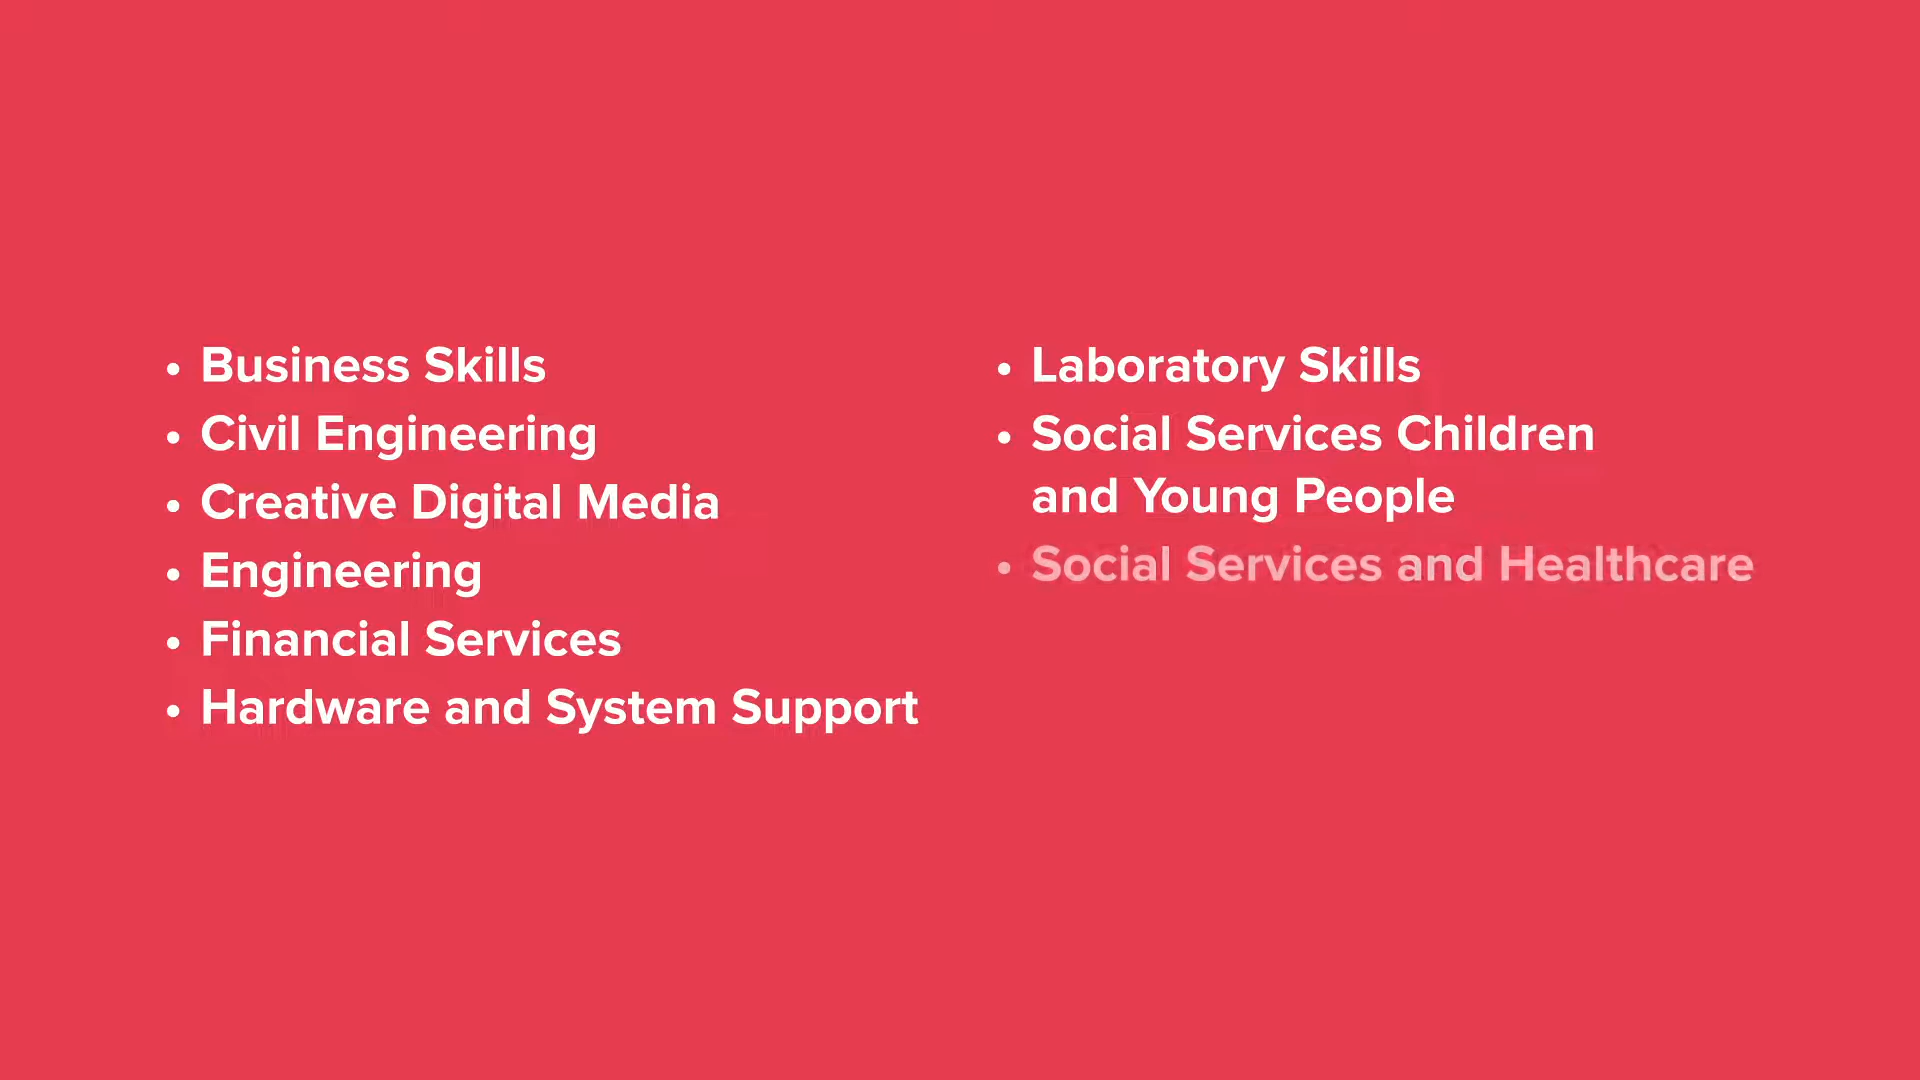 • Business Skills
• Civil Engineering
• Creative Digital Media
• Engineering
• Financial Services
• Hardware and System Support
• Laboratory Skills
• Social Services Children
and Young People
• Social Services and Healthcare